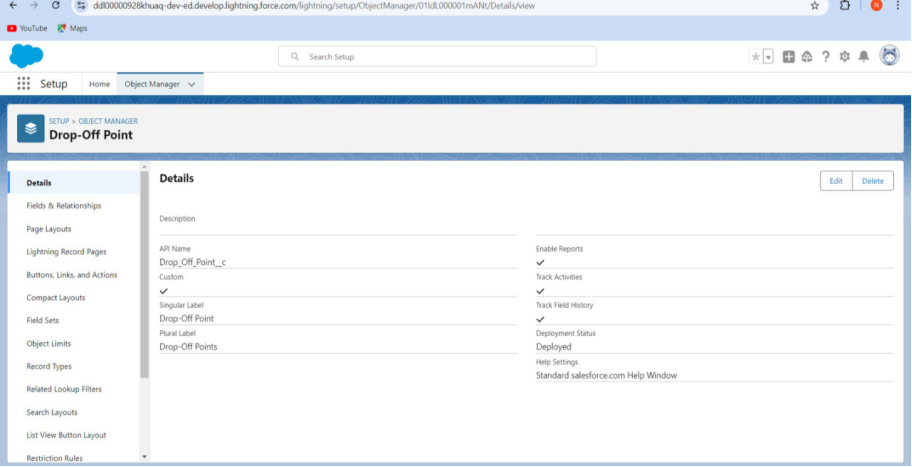 ddl00000928khuaq-dev-ed.develop.lightning.force.com/lightning/setup/ObjectManager/01IdL000001mANt/Details/view
N
YouTube
Maps
Search Setup
Setup
Home
Object Manager
SETUP > OBJECT MANAGER
Drop-Off Point
Details
Fields & Relationships
Page Layouts
Lightning Record Pages
Buttons, Links, and Actions
Compact Layouts
Field Sets
Object Limits
Record Types
Related Lookup Filters
Search Layouts
List View Button Layout
Restriction Rules
Details
Edit
Delete
Description
API Name
Drop_Off_Point__c
Custom
Singular Label
Drop-Off Point
Plural Label
Drop-Off Points
Enable Reports
Track Activities
Track Field History
Deployment Status
Deployed
Help Settings
Standard salesforce.com Help Window